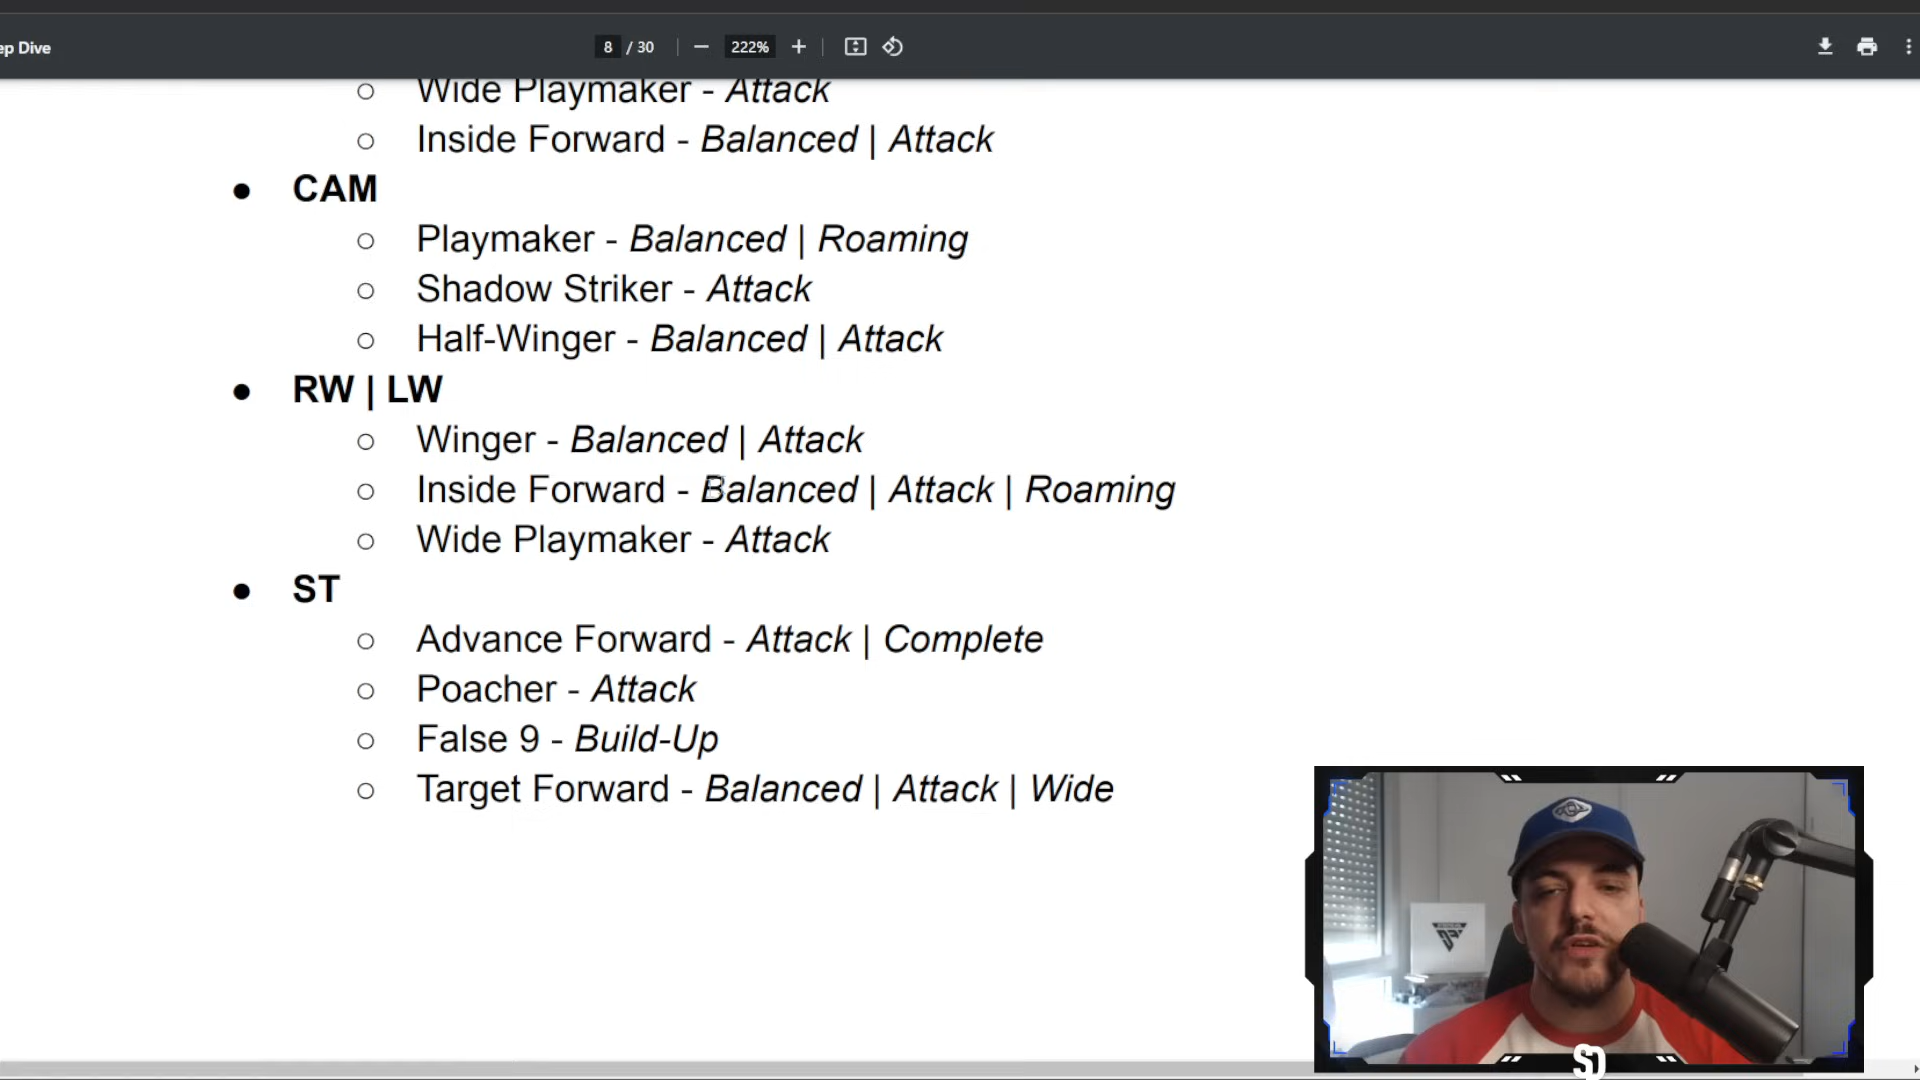 ep Dive
8 / 30
222%
○ Wide Playmaker - Attack
○ Inside Forward - Balanced | Attack
● CAM
○ Playmaker - Balanced | Roaming
○ Shadow Striker - Attack
○ Half-Winger - Balanced | Attack
● RW | LW
○ Winger - Balanced | Attack
○ Inside Forward - Balanced | Attack | Roaming
○ Wide Playmaker - Attack
● ST
○ Advance Forward - Attack | Complete
○ Poacher - Attack
○ False 9 - Build-Up
○ Target Forward - Balanced | Attack | Wide